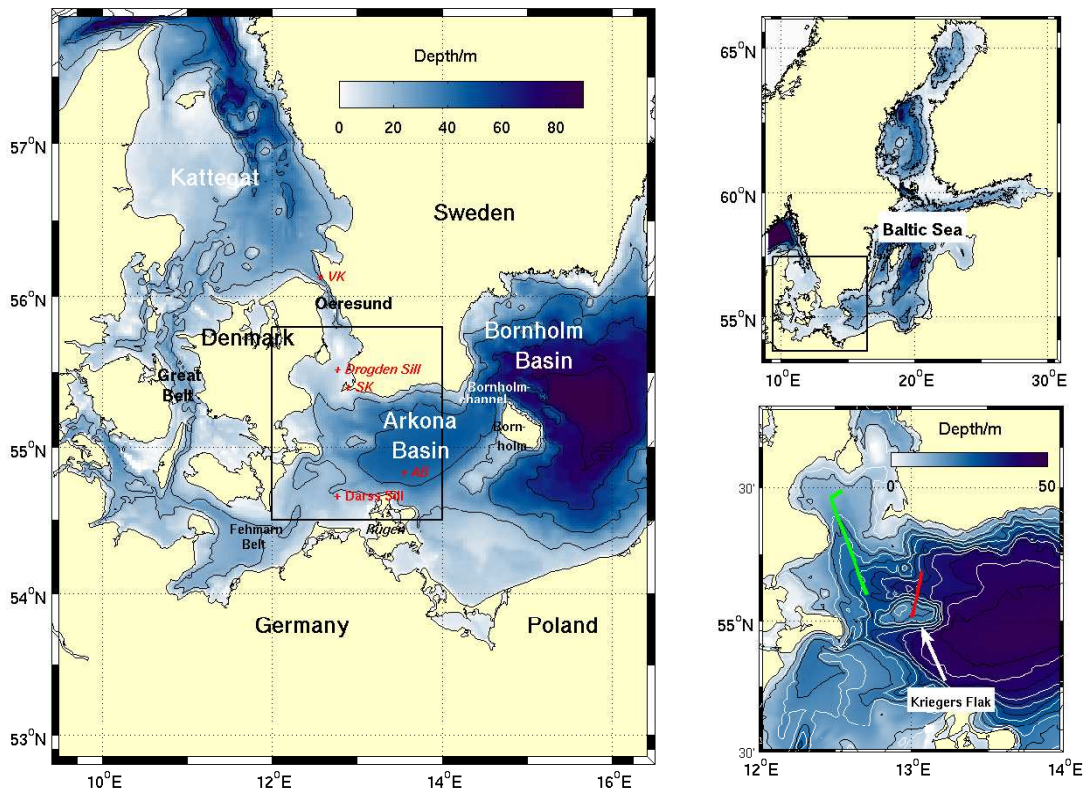 Depth/m
0 20 40 60 80
57°N
Kattegat
Sweden
+ VK
56°N
Oeresund
Denmark
Bornholm
Basin
Great
Belt
+ Drogden Sill
+ SK
Bornholm-
channel
Arkona
Basin
Born-
holm
55°N
+ AB
+ Darss Sill
Fehmarn
Belt
Rügen
54°N
Germany
Poland
53°N
10°E 12°E 14°E 16°E
65°N
60°N
Baltic Sea
55°N
10°E 20°E 30°E
Depth/m
0 50
30'
55°N
Kriegers Flak
30'
12°E 13°E 14°E